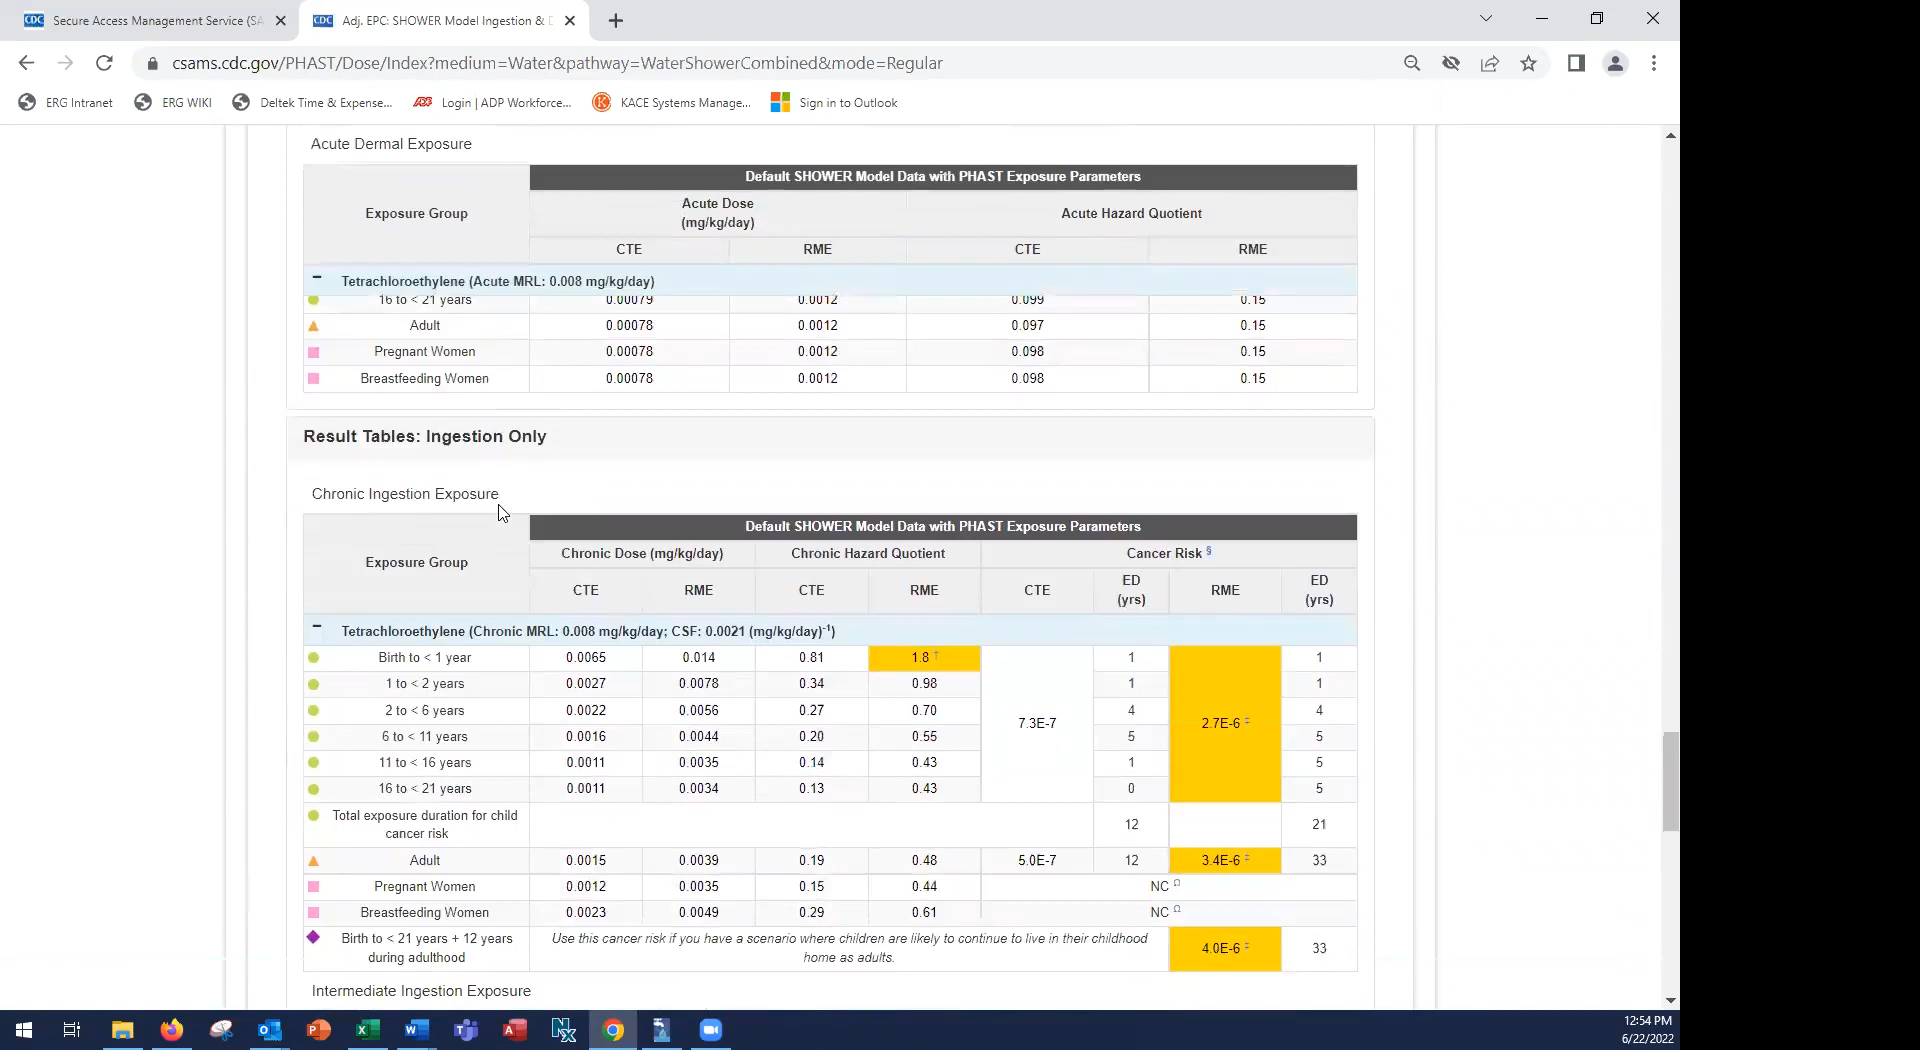 Secure Access Management Service (SA
Adj. EPC: SHOWER Model Ingestion &
csams.cdc.gov/PHAST/Dose/Index?medium=Water&pathway=WaterShowerCombined&mode=Regular
ERG Intranet ERG WIKI Deltek Time & Expense... Login | ADP Workforce... KACE Systems Manage... Sign in to Outlook
Acute Dermal Exposure
Default SHOWER Model Data with PHAST Exposure Parameters
Exposure Group
Acute Dose
(mg/kg/day)
Acute Hazard Quotient
CTE RME CTE RME
− Tetrachloroethylene (Acute MRL: 0.008 mg/kg/day)
16 to < 21 years 0.00079 0.0012 0.099 0.15
Adult 0.00078 0.0012 0.097 0.15
Pregnant Women 0.00078 0.0012 0.098 0.15
Breastfeeding Women 0.00078 0.0012 0.098 0.15
Result Tables: Ingestion Only
Chronic Ingestion Exposure
Default SHOWER Model Data with PHAST Exposure Parameters
Exposure Group
Chronic Dose (mg/kg/day) Chronic Hazard Quotient Cancer Risk §
CTE RME CTE RME CTE ED (yrs) RME ED (yrs)
− Tetrachloroethylene (Chronic MRL: 0.008 mg/kg/day; CSF: 0.0021 (mg/kg/day)-1)
Birth to < 1 year 0.0065 0.014 0.81 1.8 † 1 1
1 to < 2 years 0.0027 0.0078 0.34 0.98 1 1
2 to < 6 years 0.0022 0.0056 0.27 0.70 7.3E-7 4 2.7E-6 ‡ 4
6 to < 11 years 0.0016 0.0044 0.20 0.55 5 5
11 to < 16 years 0.0011 0.0035 0.14 0.43 1 5
16 to < 21 years 0.0011 0.0034 0.13 0.43 0 5
Total exposure duration for child
cancer risk
12 21
Adult 0.0015 0.0039 0.19 0.48 5.0E-7 12 3.4E-6 ‡ 33
Pregnant Women 0.0012 0.0035 0.15 0.44 NC Ω
Breastfeeding Women 0.0023 0.0049 0.29 0.61 NC Ω
Birth to < 21 years + 12 years
during adulthood
Use this cancer risk if you have a scenario where children are likely to continue to live in their childhood
home as adults.
4.0E-6 ‡ 33
Intermediate Ingestion Exposure
12:54 PM
6/22/2022